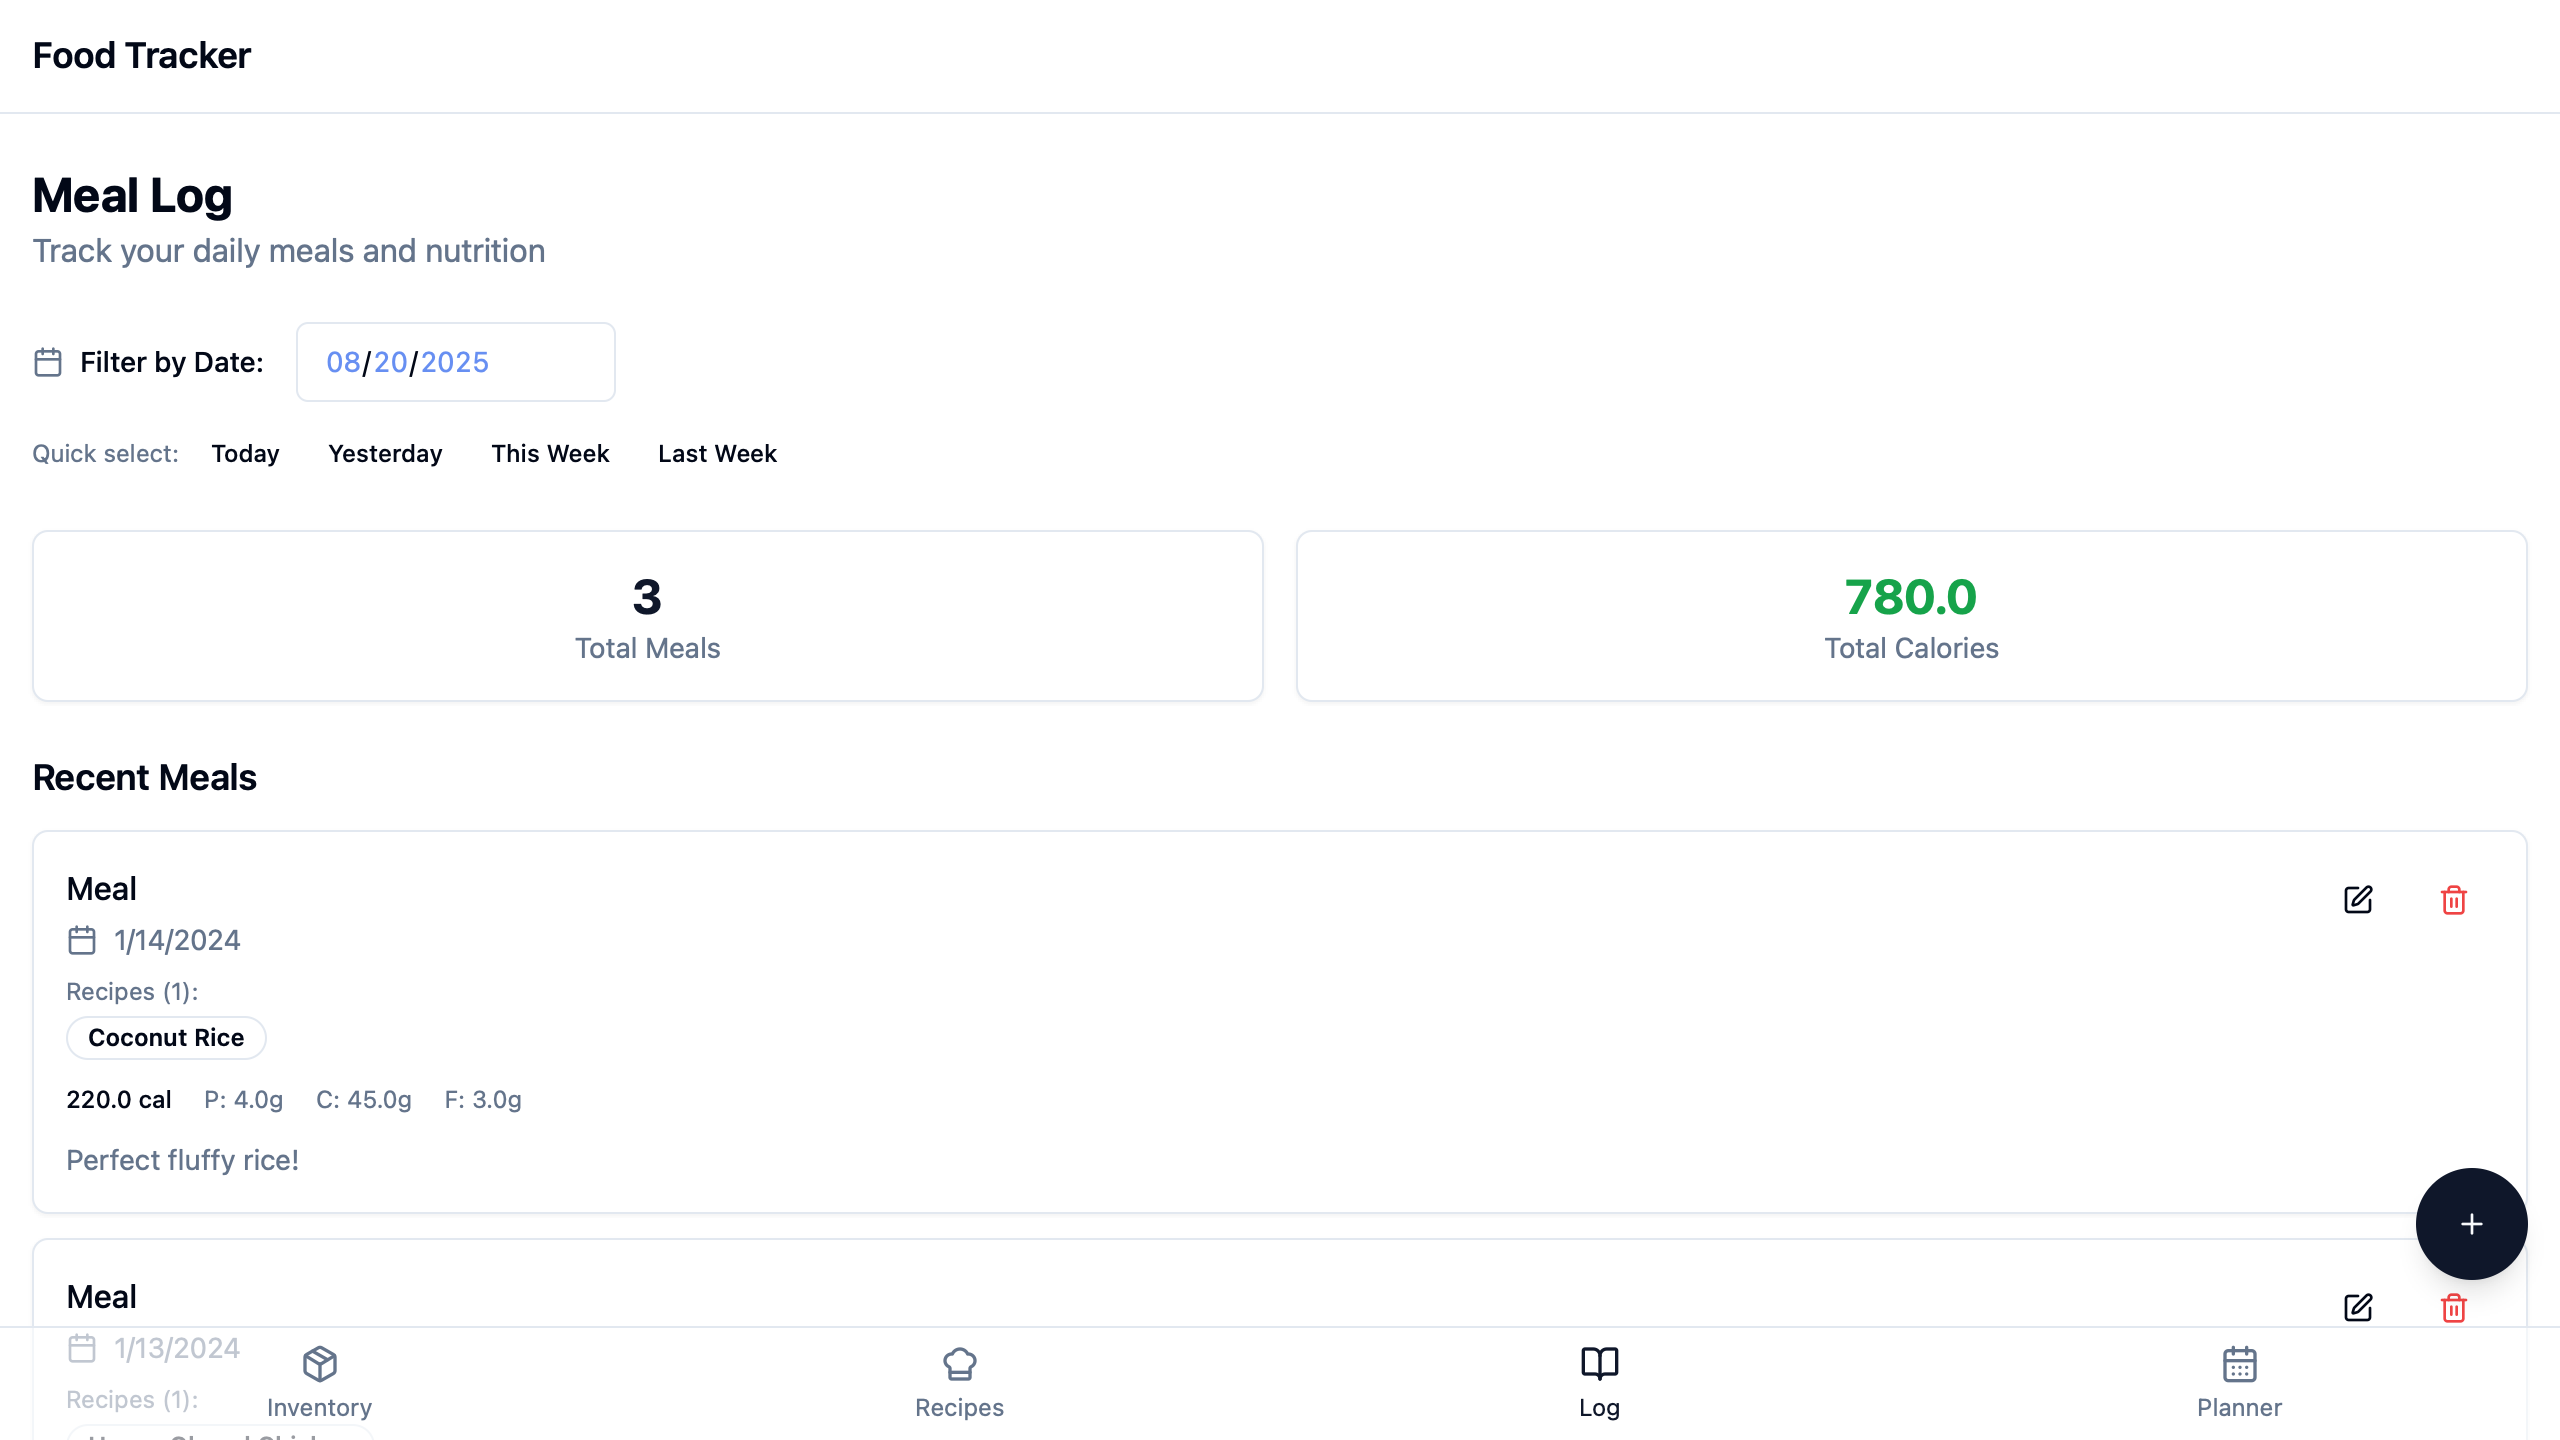 Food Tracker
Meal Log
Track your daily meals and nutrition
Filter by Date: 08/20/2025
Quick select: Today Yesterday This Week Last Week
3
Total Meals
780.0
Total Calories
Recent Meals
Meal
1/14/2024
Recipes (1):
Coconut Rice
220.0 cal P: 4.0g C: 45.0g F: 3.0g
Perfect fluffy rice!
Meal
1/13/2024
Recipes (1):
Inventory Recipes Log Planner